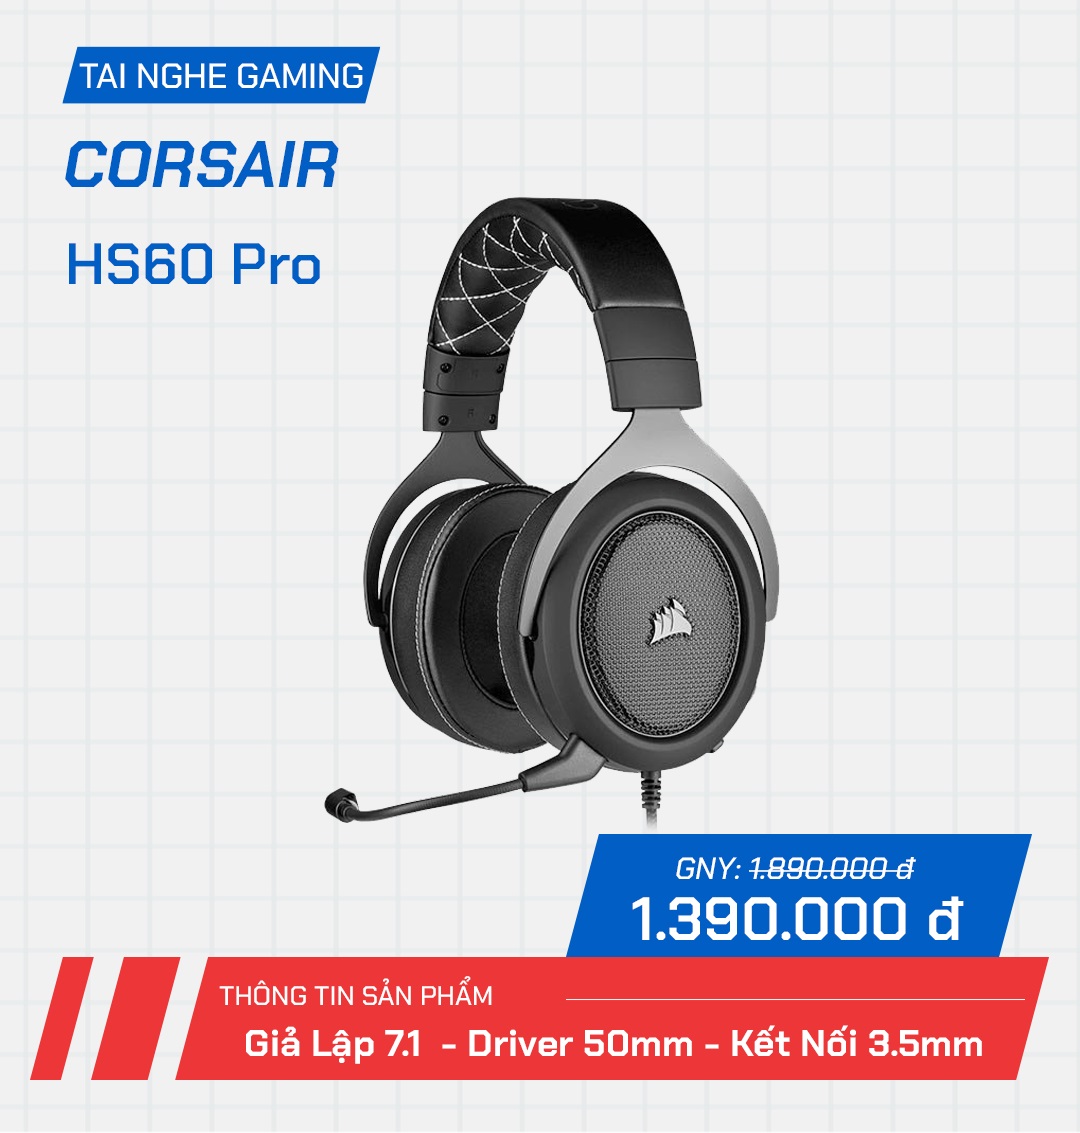 TAI NGHE GAMING
CORSAIR
HS60 Pro
GNY: 1.890.000 đ
1.390.000 đ
THÔNG TIN SẢN PHẨM
Giả Lập 7.1 - Driver 50mm - Kết Nối 3.5mm